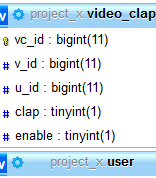 project_x.video_clap
vc_id : bigint(11)
# v_id : bigint(11)
# u_id : bigint(11)
# clap : tinyint(1)
# enable : tinyint(1)
v project_x.user